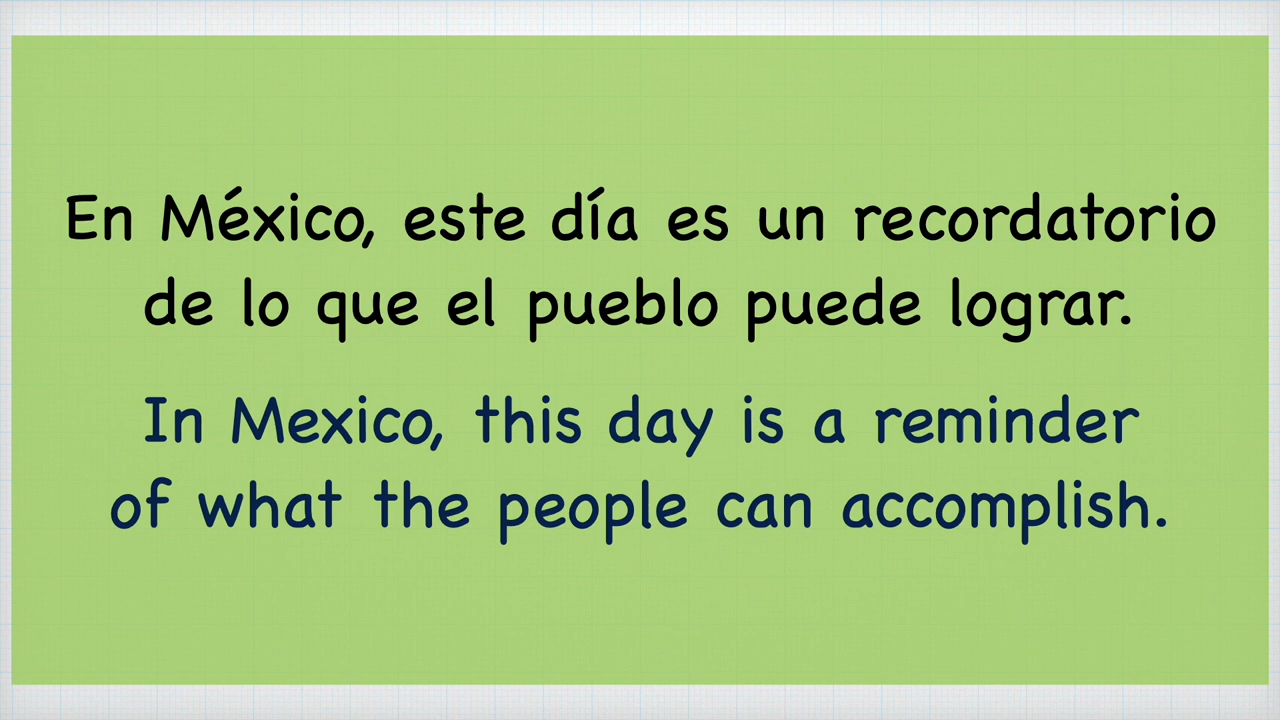 En México, este día es un recordatorio
de lo que el pueblo puede lograr.
In Mexico, this day is a reminder
of what the people can accomplish.